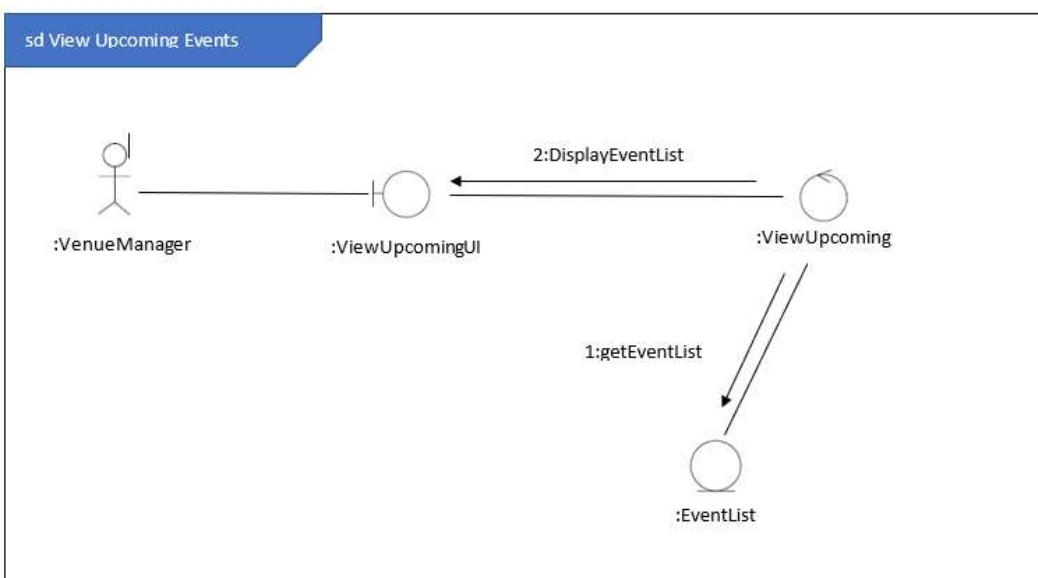 sd View Upcoming Events
2:DisplayEventList
:VenueManager
:ViewUpcomingUI
:ViewUpcoming
1:getEventList
:EventList